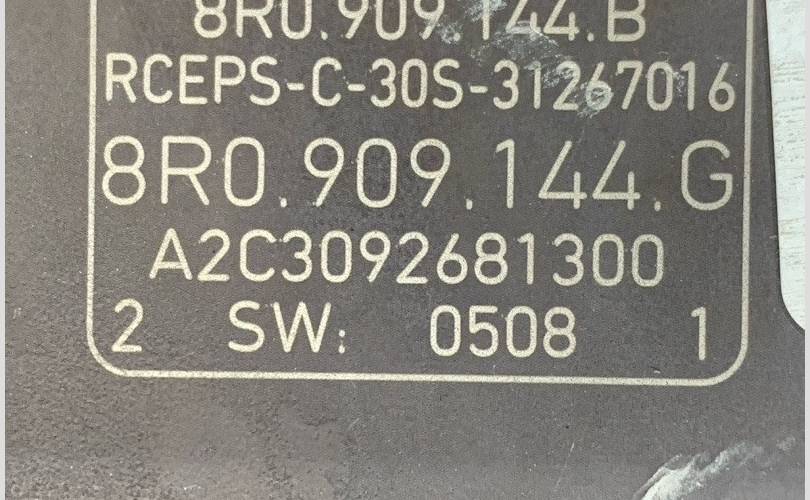 8R0.909.144.B
RCEPS-C-30S-31267016
8R0.909.144.G
A2C3092681300
2 SW: 0508 1